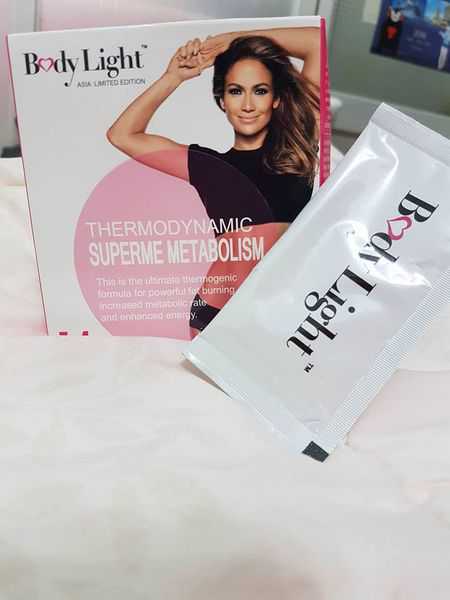 Body Light™
ASIA LIMITED EDITION
THERMODYNAMIC
SUPERME METABOLISM
This is the ultimate thermogenic
formula for powerful fat burning
increased metabolic rate
and enhanced energy.
Body Light™